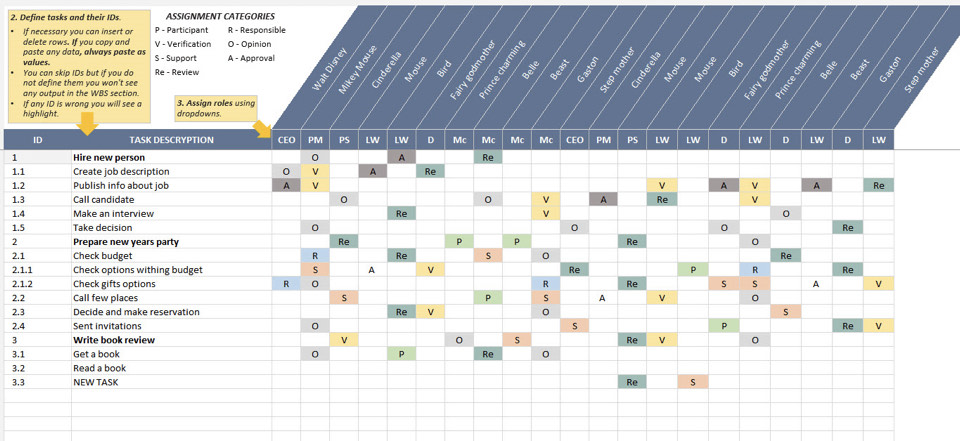 2. Define tasks and their IDs.
• If necessary you can insert or
delete rows. If you copy and
paste any data, always paste as
values.
• You can skip IDs but if you do
not define them you won't see
any output in the WBS section.
• If any ID is wrong you will see a
highlight.
ASSIGNMENT CATEGORIES
P - Participant R - Responsible
V - Verification O - Opinion
S - Support A - Approval
Re - Review
3. Assign roles using
dropdowns.
Walt Disney
Mikey Mouse
Cinderella
Mouse
Bird
Fairy godmother
Prince charming
Belle
Beast
Gaston
Step mother
Cinderella
Mouse
Mouse
Bird
Fairy godmother
Prince charming
Belle
Beast
Gaston
Step mother
ID TASK DESCRYPTION CEO PM PS LW LW D Mc Mc Mc Mc CEO PM PS LW LW D LW D LW D LW
1 Hire new person O A Re
1.1 Create job description O V A Re
1.2 Publish info about job A V V A V A Re
1.3 Call candidate O O V A Re V
1.4 Make an interview Re V O
1.5 Take decision O O O Re
2 Prepare new years party Re P P Re O
2.1 Check budget R Re S O Re
2.1.1 Check options withing budget S A V Re P R Re
2.1.2 Check gifts options R O R Re S S A V
2.2 Call few places S P S A V O
2.3 Decide and make reservation Re V O S
2.4 Sent invitations O S P Re V
3 Write book review V O S Re V O
3.1 Get a book O P Re O
3.2 Read a book
3.3 NEW TASK Re S